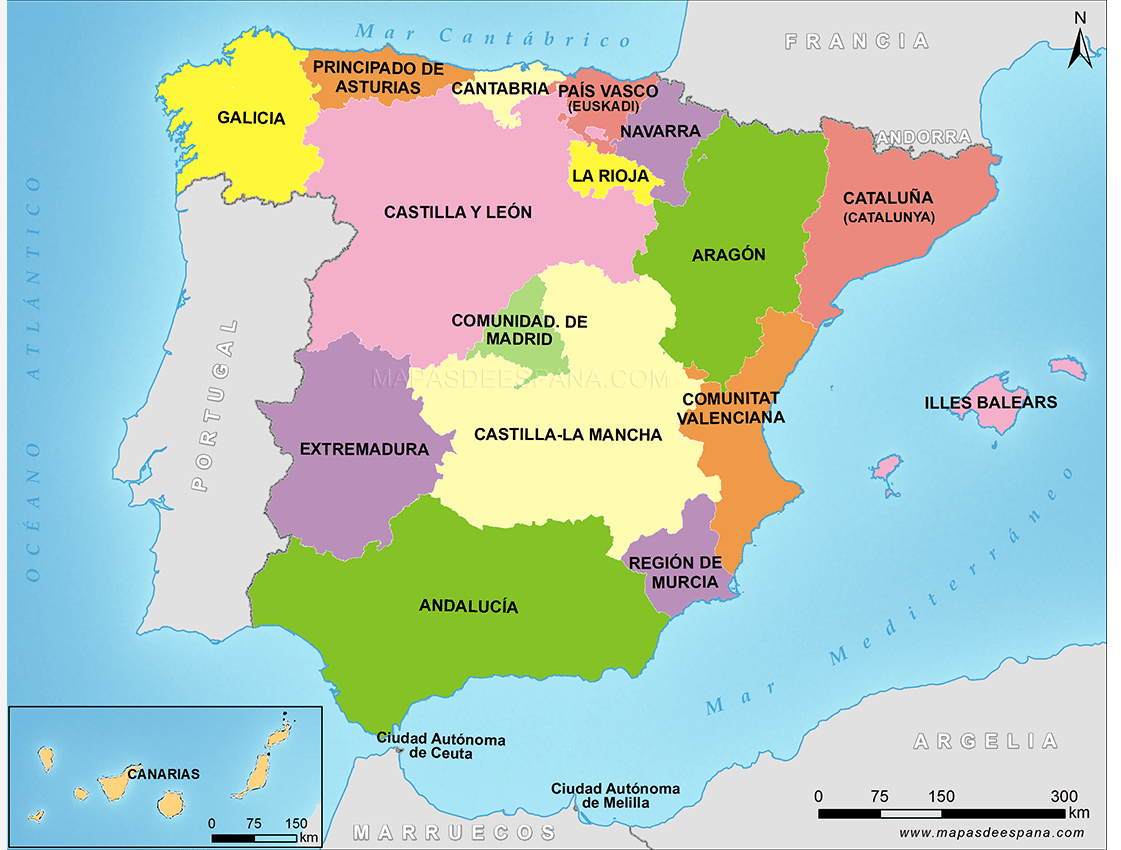 Mar Cantábrico
FRANCIA
N
PRINCIPADO DE
ASTURIAS
CANTABRIA
PAÍS VASCO
(EUSKADI)
GALICIA
NAVARRA
ANDORRA
LA RIOJA
CATALUÑA
(CATALUNYA)
CASTILLA Y LEÓN
ARAGÓN
OCÉANO ATLÁNTICO
PORTUGAL
COMUNIDAD. DE
MADRID
MAPASDEESPANA.COM
COMUNITAT
VALENCIANA
ILLES BALEARS
CASTILLA-LA MANCHA
EXTREMADURA
REGIÓN DE
MURCIA
ANDALUCÍA
Mar Mediterráneo
Ciudad Autónoma
de Ceuta
ARGELIA
CANARIAS
Ciudad Autónoma
de Melilla
0 75 150 300
km
0 75 150
km
MARRUECOS
www.mapasdeespana.com